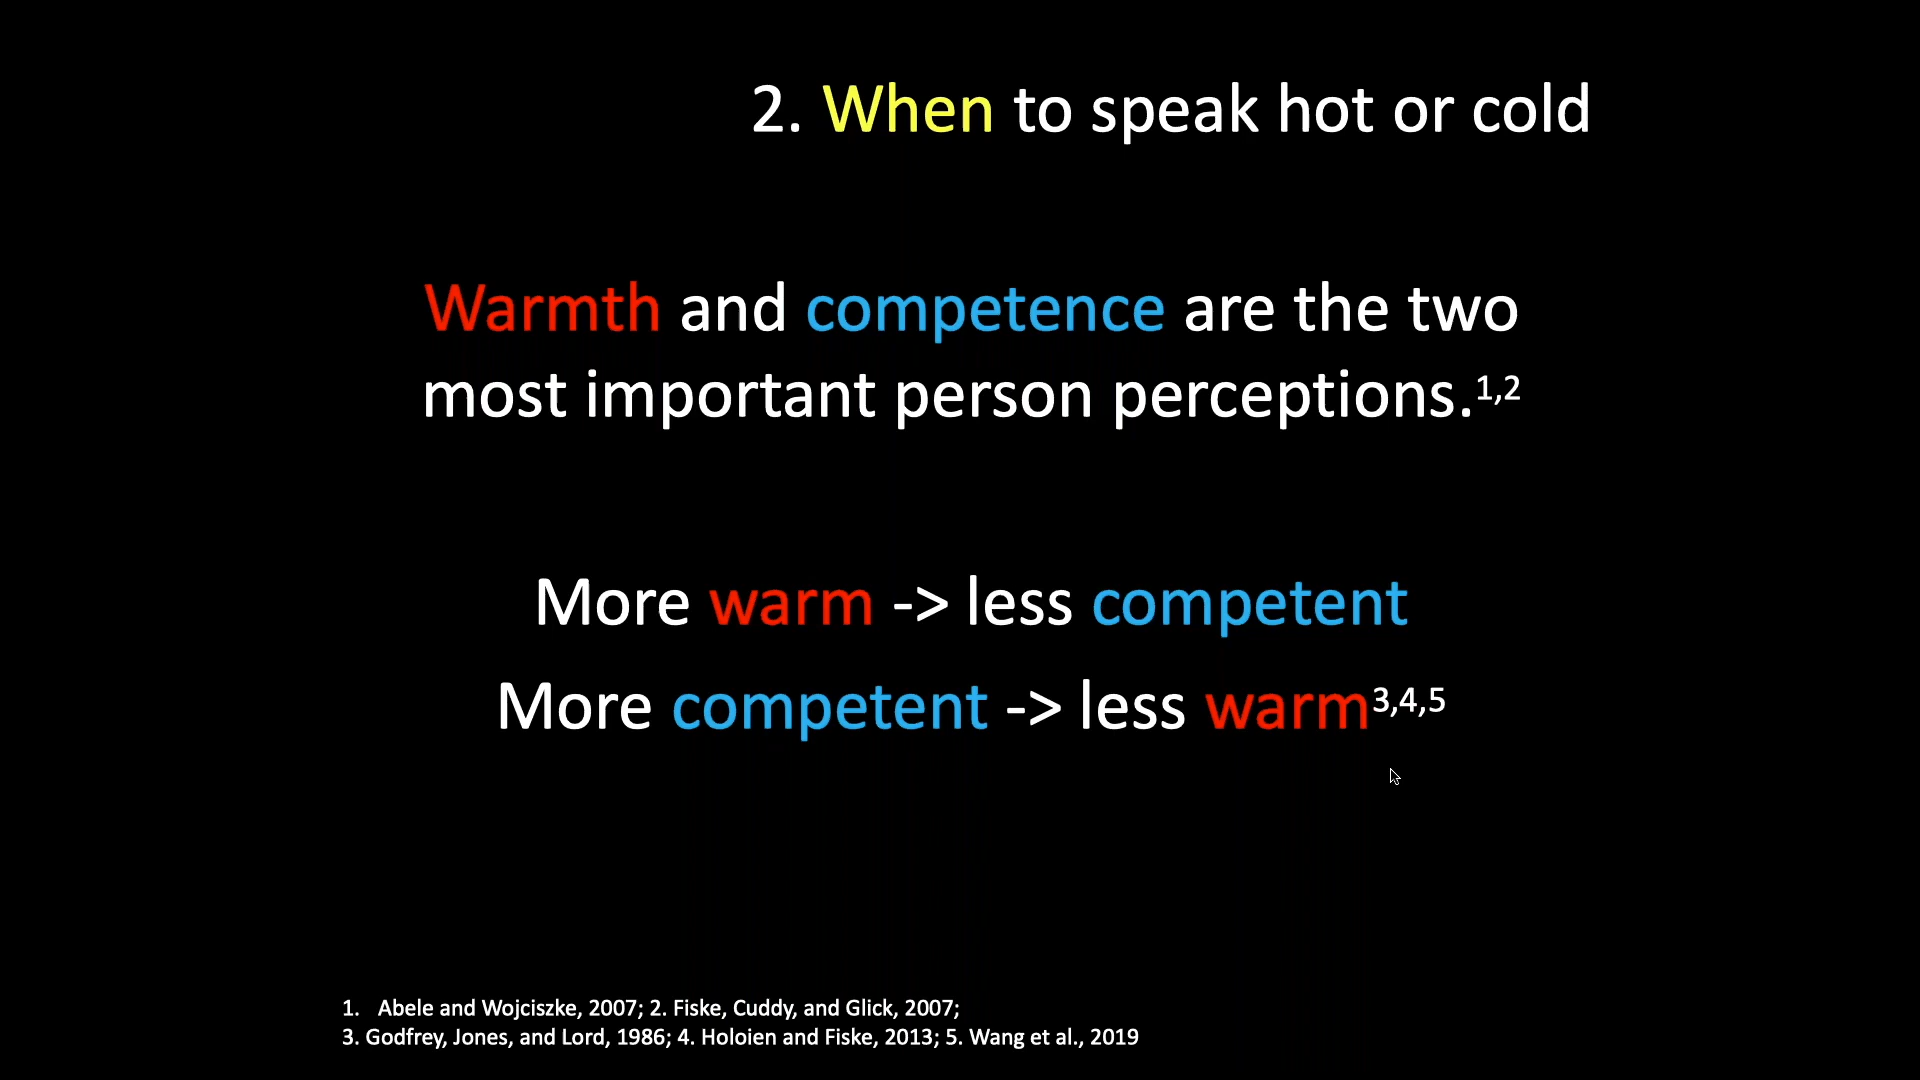 2. When to speak hot or cold
Warmth and competence are the two
most important person perceptions.1,2
More warm -> less competent
More competent -> less warm3,4,5
1. Abele and Wojciszke, 2007; 2. Fiske, Cuddy, and Glick, 2007;
3. Godfrey, Jones, and Lord, 1986; 4. Holoien and Fiske, 2013; 5. Wang et al., 2019